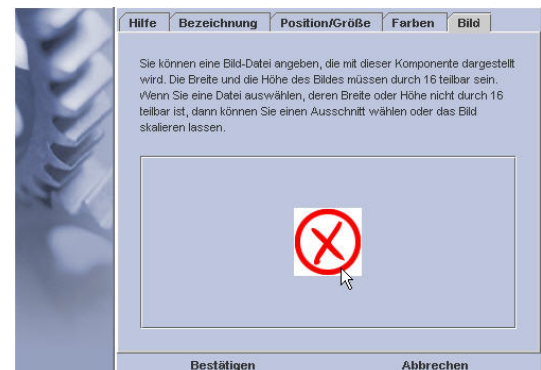 Hilfe Bezeichnung Position/Größe Farben Bild
Sie können eine Bild-Datei angeben, die mit dieser Komponente dargestellt
wird. Die Breite und die Höhe des Bildes müssen durch 16 teilbar sein.
Wenn Sie eine Datei auswählen, deren Breite oder Höhe nicht durch 16
teilbar ist, dann können Sie einen Ausschnitt wählen oder das Bild
skalieren lassen.
Bestätigen Abbrechen